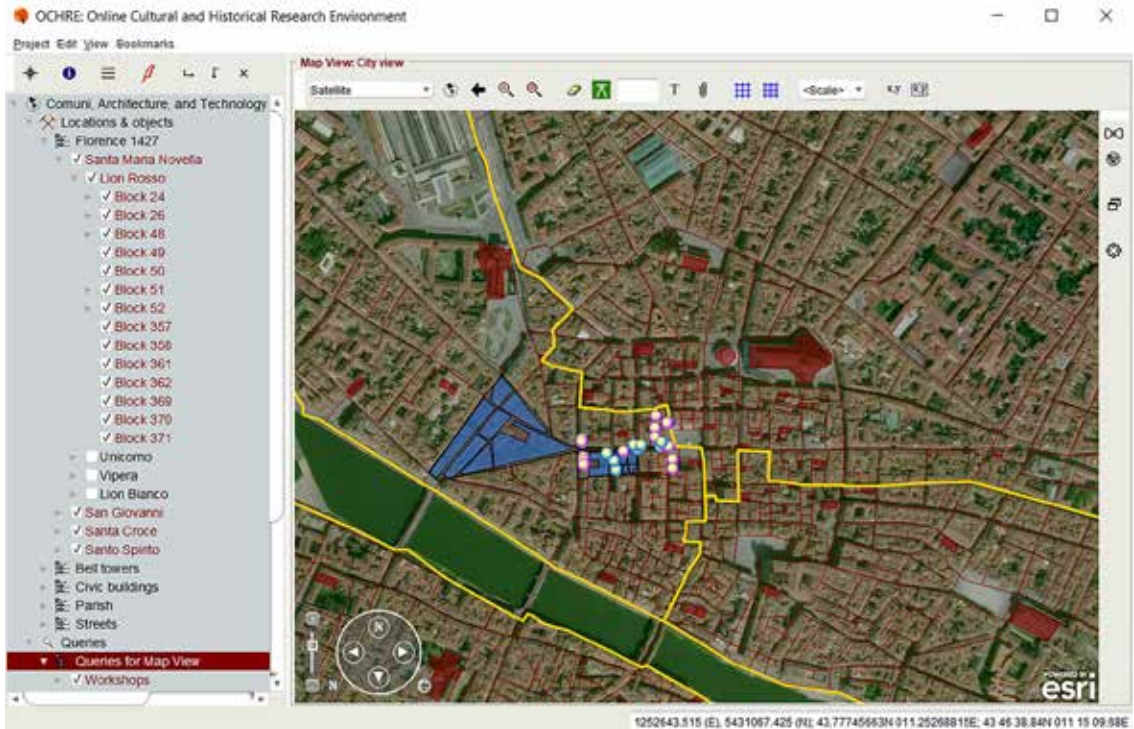 OCHRE: Online Cultural and Historical Research Environment
Project Edit View Bookmarks
Map View: City view
Satellite
T
<Scale>
x,y
Comuni, Architecture, and Technology
Locations & objects
Florence 1427
Santa Maria Novella
Lion Rosso
Block 24
Block 26
Block 48
Block 49
Block 50
Block 51
Block 52
Block 357
Block 358
Block 361
Block 362
Block 369
Block 370
Block 371
Unicorno
Vipera
Lion Bianco
San Giovanni
Santa Croce
Santo Spirito
Bell towers
Civic buildings
Parish
Streets
Queries
Queries for Map View
Workshops
N
N
POWERED BY
esri
1252643.515 (E), 5431067.425 (N); 43.77745663N 011.25268815E; 43 46 38.84N 011 15 09.68E